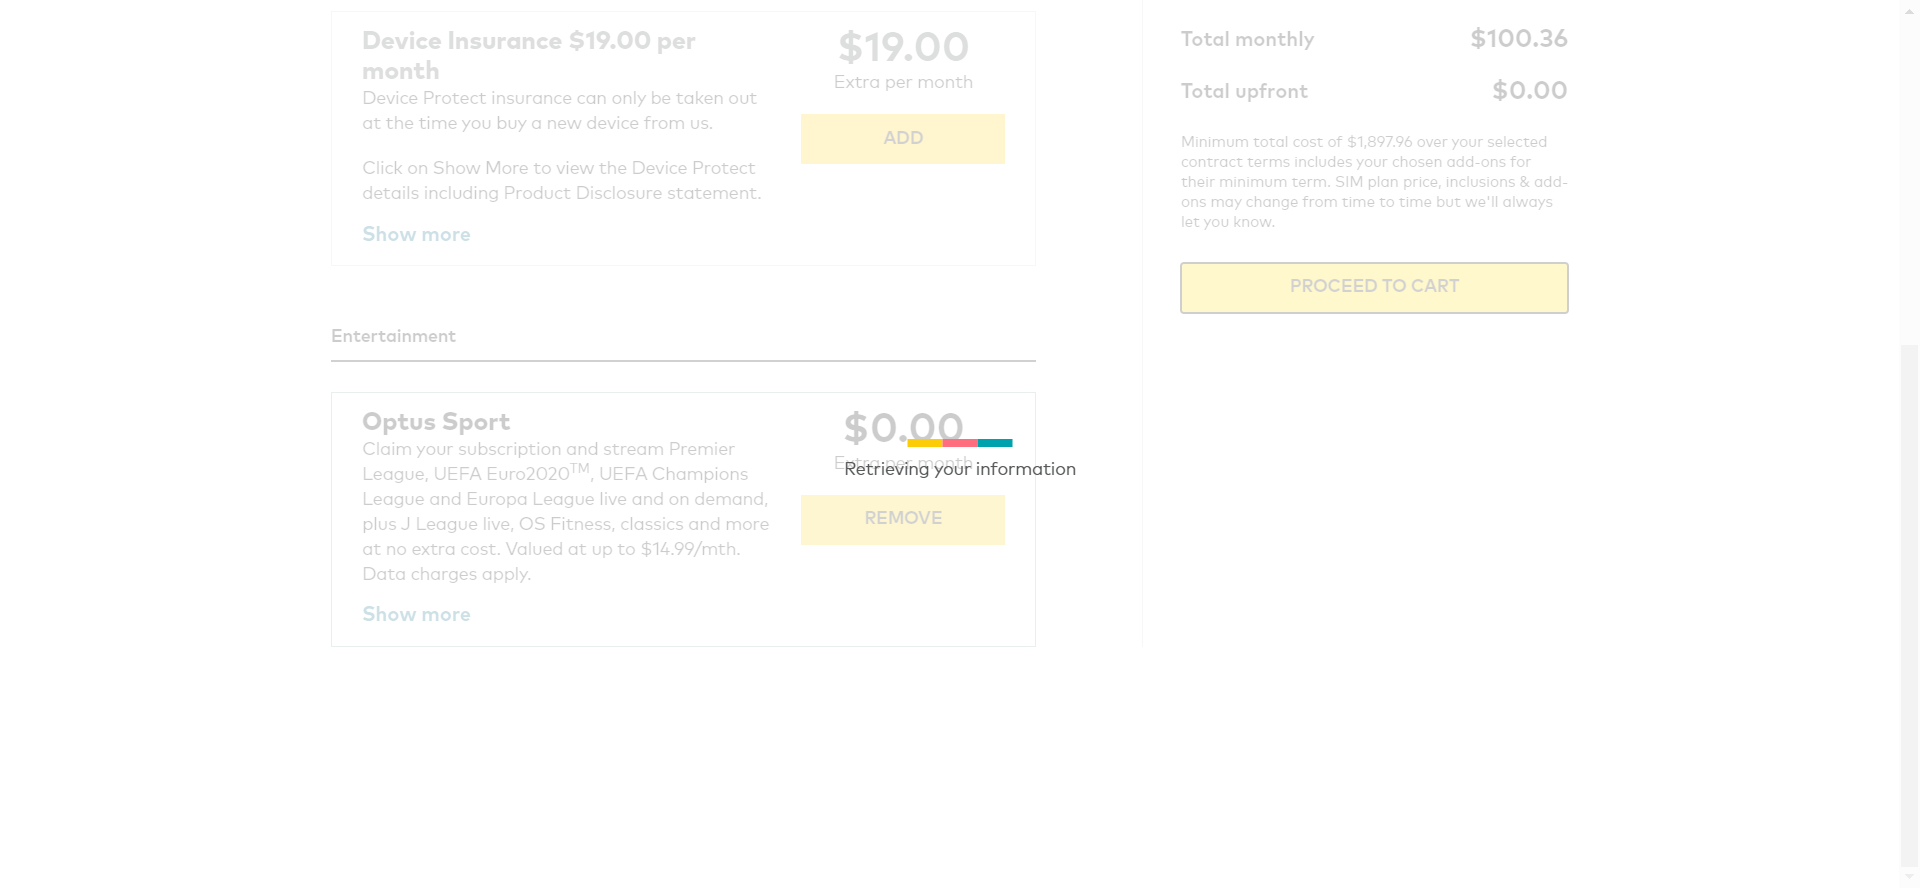 Device Insurance $19.00 per
month
Device Protect insurance can only be taken out
at the time you buy a new device from us.
Click on Show More to view the Device Protect
details including Product Disclosure statement.
Show more
$19.00
Extra per month
ADD
Entertainment
Optus Sport
Claim your subscription and stream Premier
League, UEFA Euro2020TM, UEFA Champions
League and Europa League live and on demand,
plus J League live, OS Fitness, classics and more
at no extra cost. Valued at up to $14.99/mth.
Data charges apply.
Show more
$0.00
Extra per month
REMOVE
Retrieving your information
Total monthly $100.36
Total upfront $0.00
Minimum total cost of $1,897.96 over your selected
contract terms includes your chosen add-ons for
their minimum term. SIM plan price, inclusions & add-
ons may change from time to time but we'll always
let you know.
PROCEED TO CART